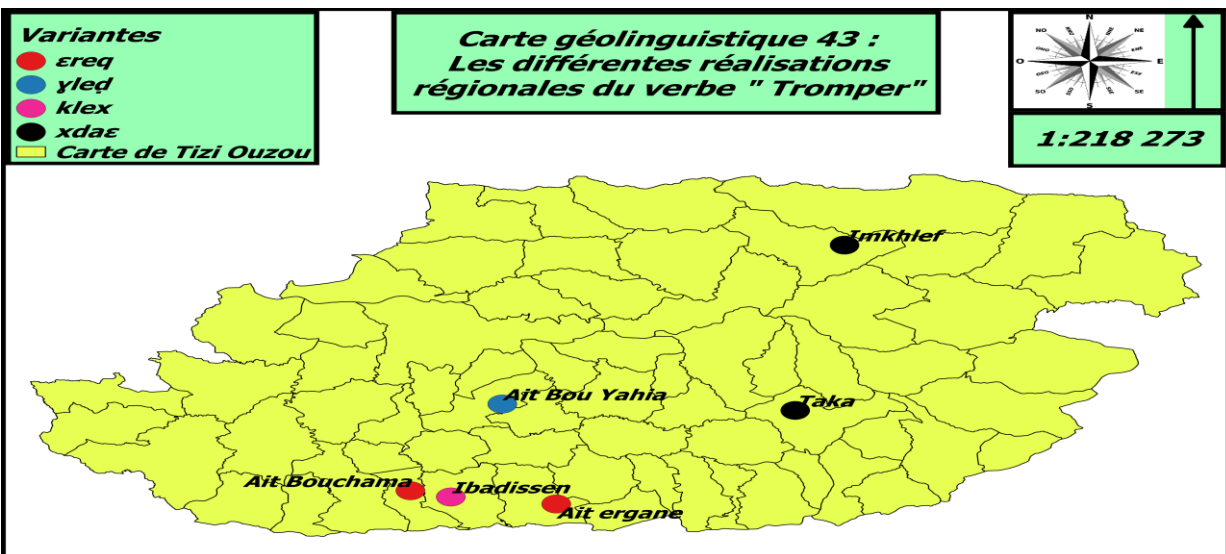 Variantes
ɛreq
ɣleḍ
klex
xdaɛ
Carte de Tizi Ouzou
Carte géolinguistique 43 :
Les différentes réalisations
régionales du verbe " Tromper"
N
NO
NE
O
E
SO
SE
S
1:218 273
Imkhlef
Ait Bou Yahia
Taka
Ait Bouchama
Ibadissen
Ait ergane